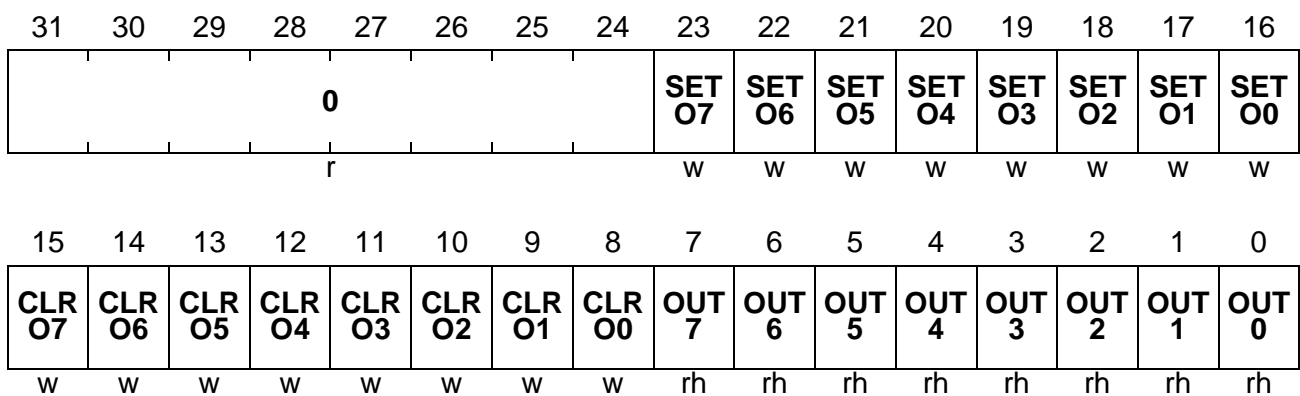 31 30 29 28 27 26 25 24 23 22 21 20 19 18 17 16
0 SET O7 SET O6 SET O5 SET O4 SET O3 SET O2 SET O1 SET O0
r w w w w w w w w
15 14 13 12 11 10 9 8 7 6 5 4 3 2 1 0
CLR O7 CLR O6 CLR O5 CLR O4 CLR O3 CLR O2 CLR O1 CLR O0 OUT 7 OUT 6 OUT 5 OUT 4 OUT 3 OUT 2 OUT 1 OUT 0
w w w w w w w w rh rh rh rh rh rh rh rh